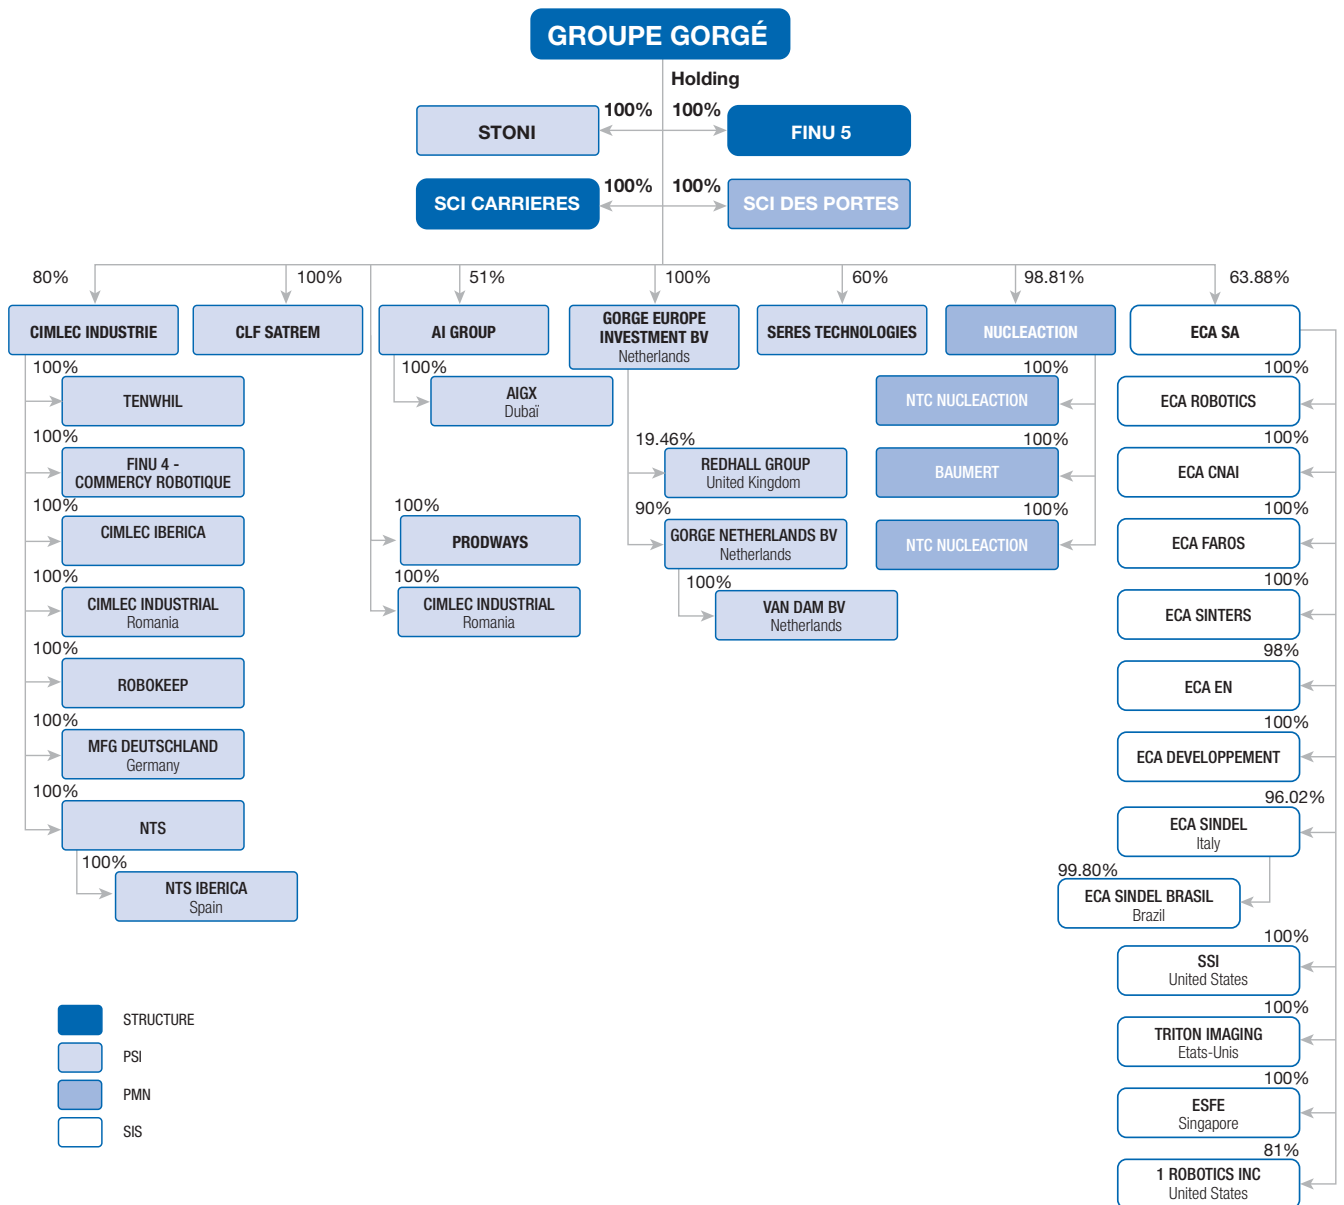 GROUPE GORGÉ
Holding
100% 100%
STONI
FINU 5
100% 100%
SCI CARRIERES
SCI DES PORTES
80%
100%
51%
100%
60%
98.81%
63.88%
CIMLEC INDUSTRIE
CLF SATREM
AI GROUP
GORGE EUROPE
INVESTMENT BV
Netherlands
SERES TECHNOLOGIES
NUCLEACTION
ECA SA
100%
TENWHIL
100%
FINU 4 -
COMMERCY ROBOTIQUE
100%
CIMLEC IBERICA
100%
CIMLEC INDUSTRIAL
Romania
100%
ROBOKEEP
100%
MFG DEUTSCHLAND
Germany
100%
NTS
100%
NTS IBERICA
Spain
100%
AIGX
Dubaï
100%
PRODWAYS
100%
CIMLEC INDUSTRIAL
Romania
19.46%
REDHALL GROUP
United Kingdom
90%
GORGE NETHERLANDS BV
Netherlands
100%
VAN DAM BV
Netherlands
100%
NTC NUCLEACTION
100%
BAUMERT
100%
NTC NUCLEACTION
100%
ECA ROBOTICS
100%
ECA CNAI
100%
ECA FAROS
100%
ECA SINTERS
98%
ECA EN
100%
ECA DEVELOPPEMENT
96.02%
ECA SINDEL
Italy
99.80%
ECA SINDEL BRASIL
Brazil
100%
SSI
United States
100%
TRITON IMAGING
Etats-Unis
100%
ESFE
Singapore
81%
1 ROBOTICS INC
United States
STRUCTURE
PSI
PMN
SIS